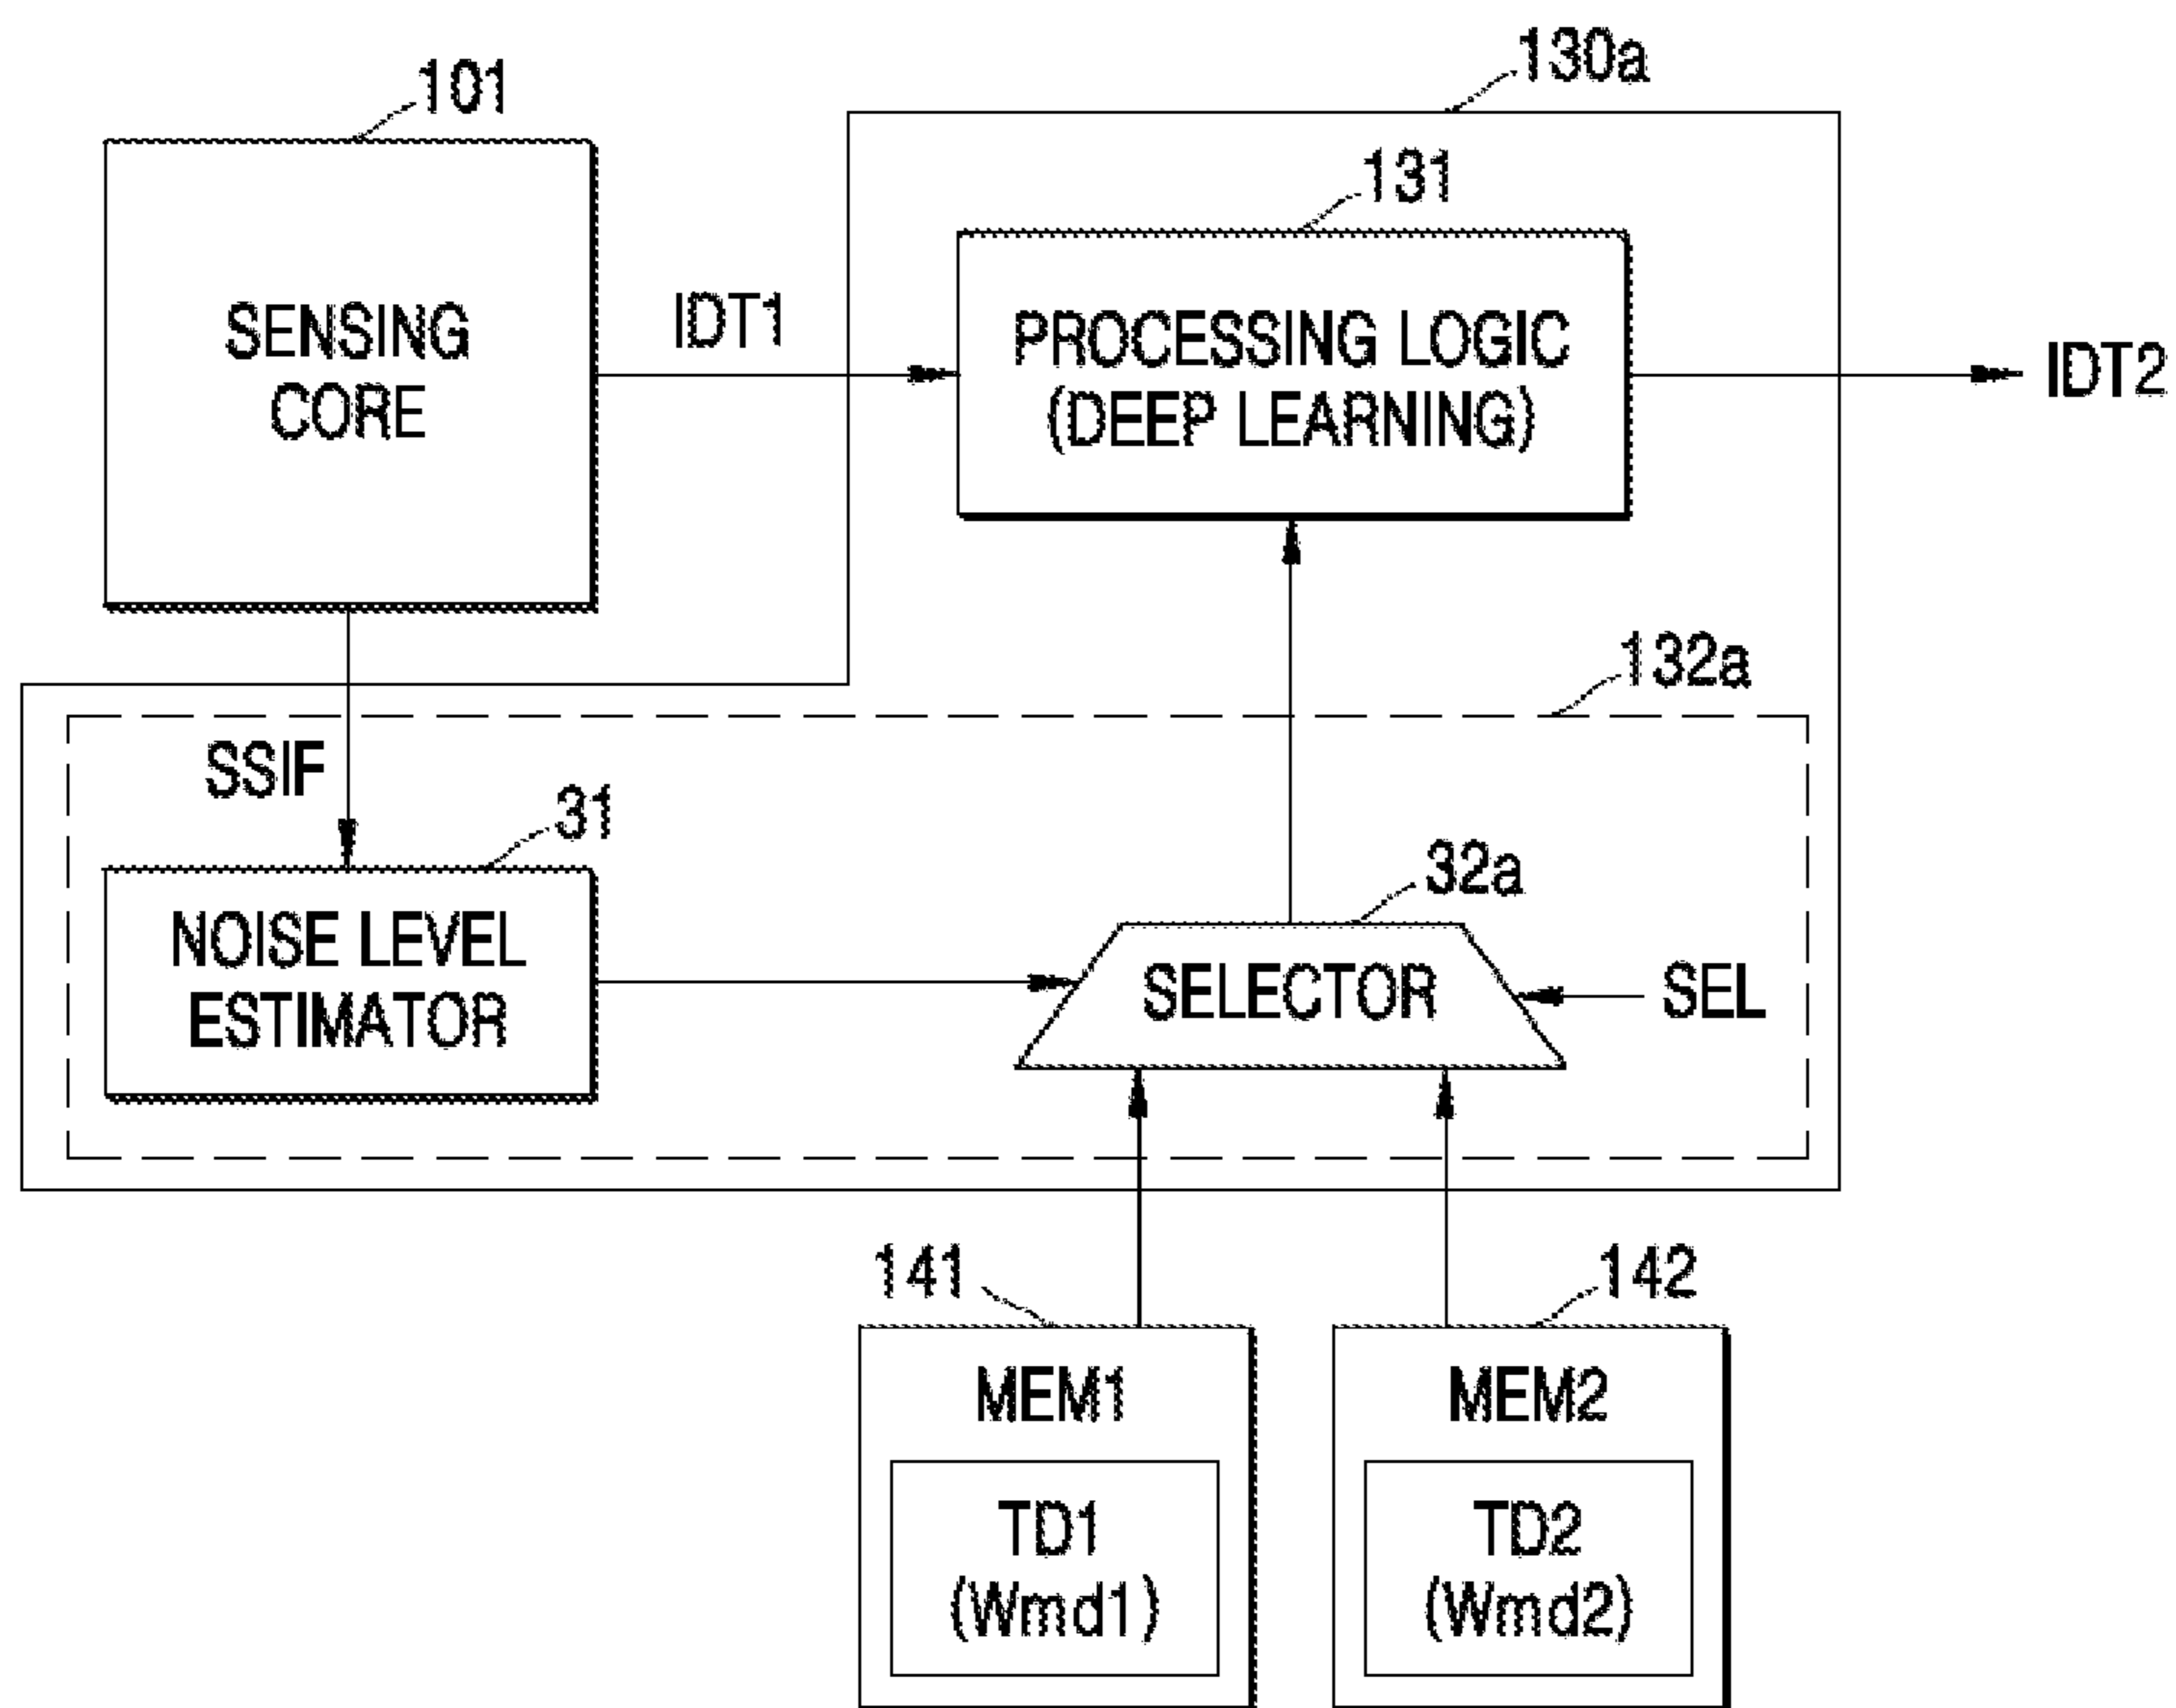 130a
101
131
SENSING
CORE
IDT1
PROCESSING LOGIC
(DEEP LEARNING)
IDT2
132a
SSIF
31
32a
NOISE LEVEL
ESTIMATOR
SELECTOR
SEL
141
142
MEM1
MEM2
TD1
(Wmd1)
TD2
(Wmd2)